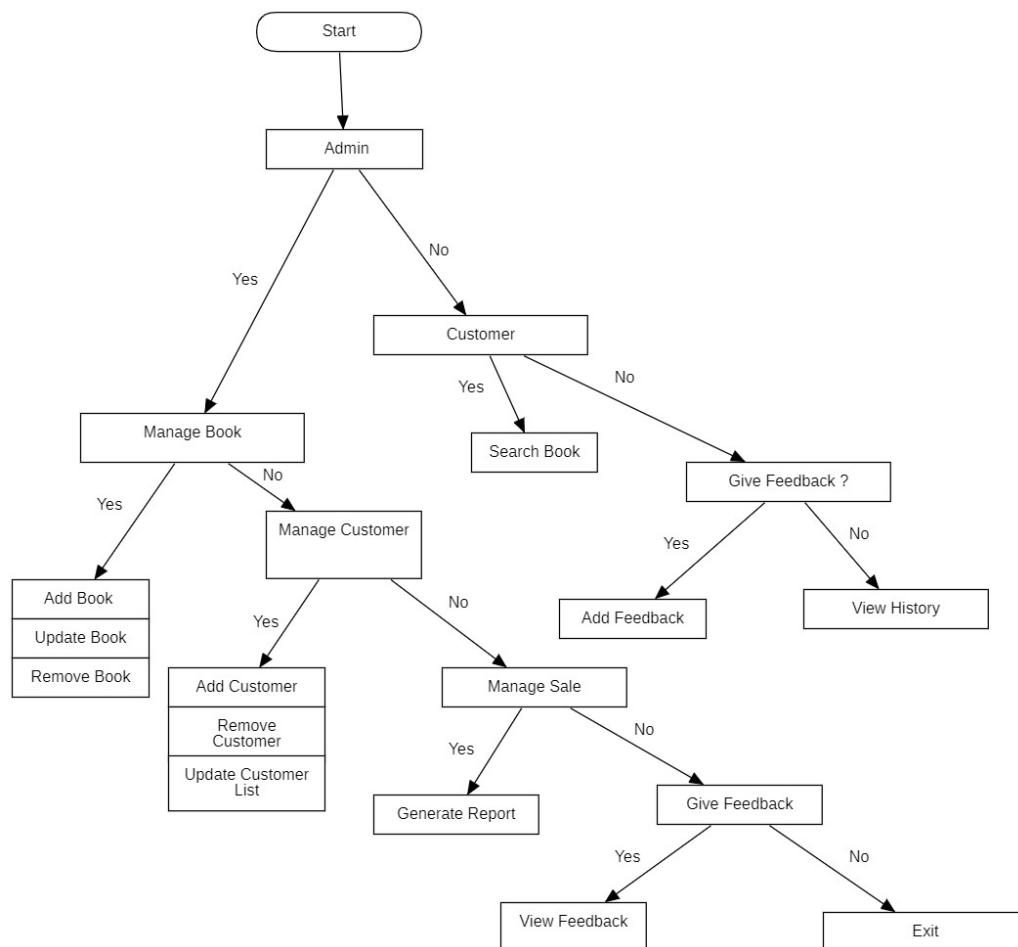 Start
Admin
No
Yes
Customer
Yes
No
Manage Book
Search Book
Give Feedback ?
No
Yes
Manage Customer
Yes
No
Add Book
Update Book
Remove Book
Add Feedback
View History
No
Yes
Add Customer
Remove
Customer
Update Customer
List
Manage Sale
No
Yes
Generate Report
Give Feedback
Yes
No
View Feedback
Exit